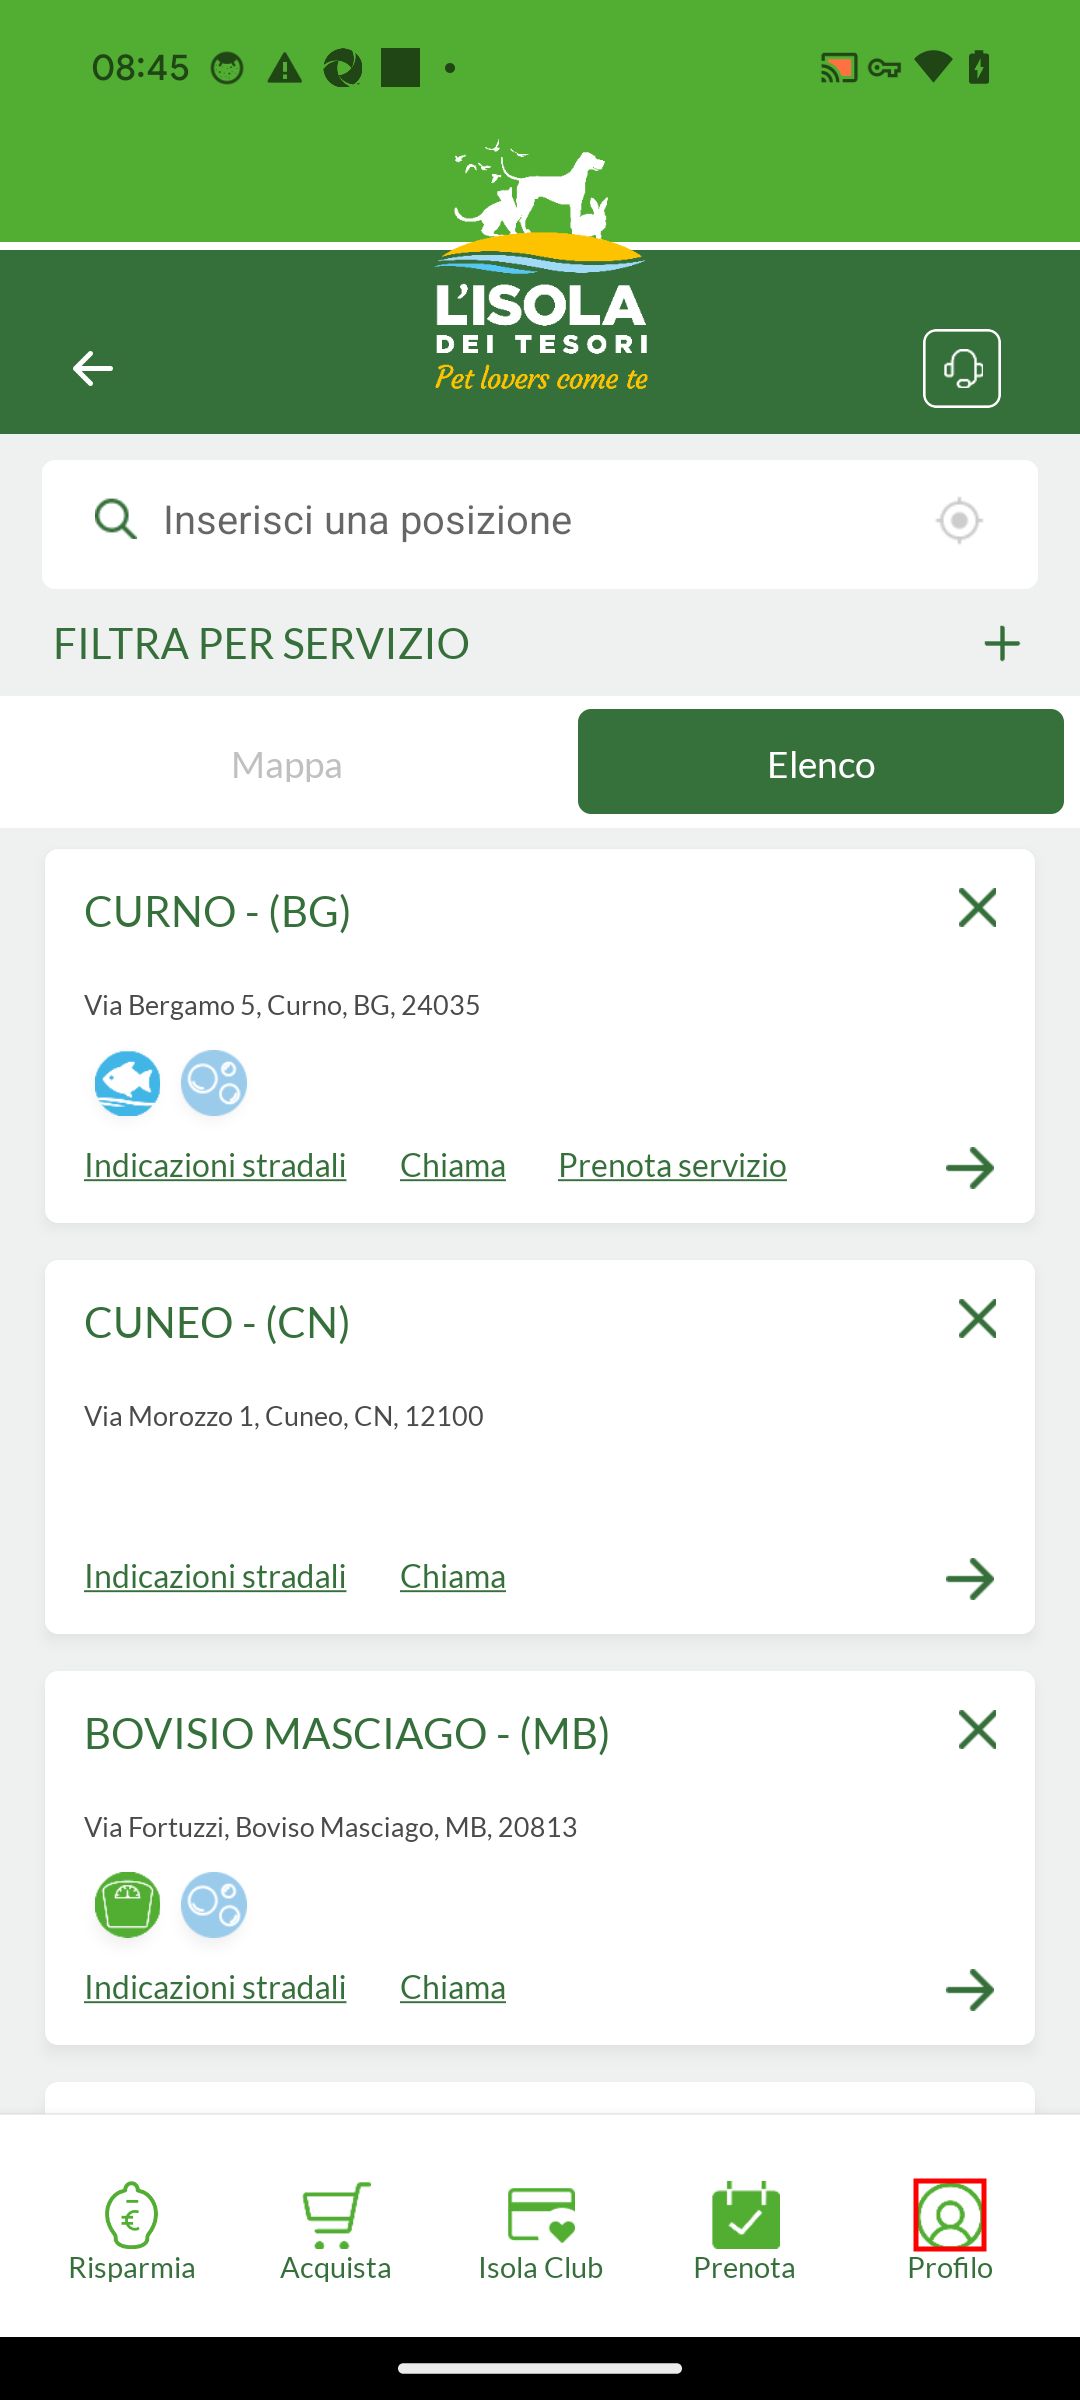 08:45
L'ISOLA
DEI TESORI
Pet lovers come te
Inserisci una posizione
FILTRA PER SERVIZIO
Mappa
Elenco
CURNO - (BG)
Via Bergamo 5, Curno, BG, 24035
Indicazioni stradali Chiama Prenota servizio
CUNEO - (CN)
Via Morozzo 1, Cuneo, CN, 12100
Indicazioni stradali Chiama
BOVISIO MASCIAGO - (MB)
Via Fortuzzi, Boviso Masciago, MB, 20813
Indicazioni stradali Chiama
Risparmia Acquista Isola Club Prenota Profilo